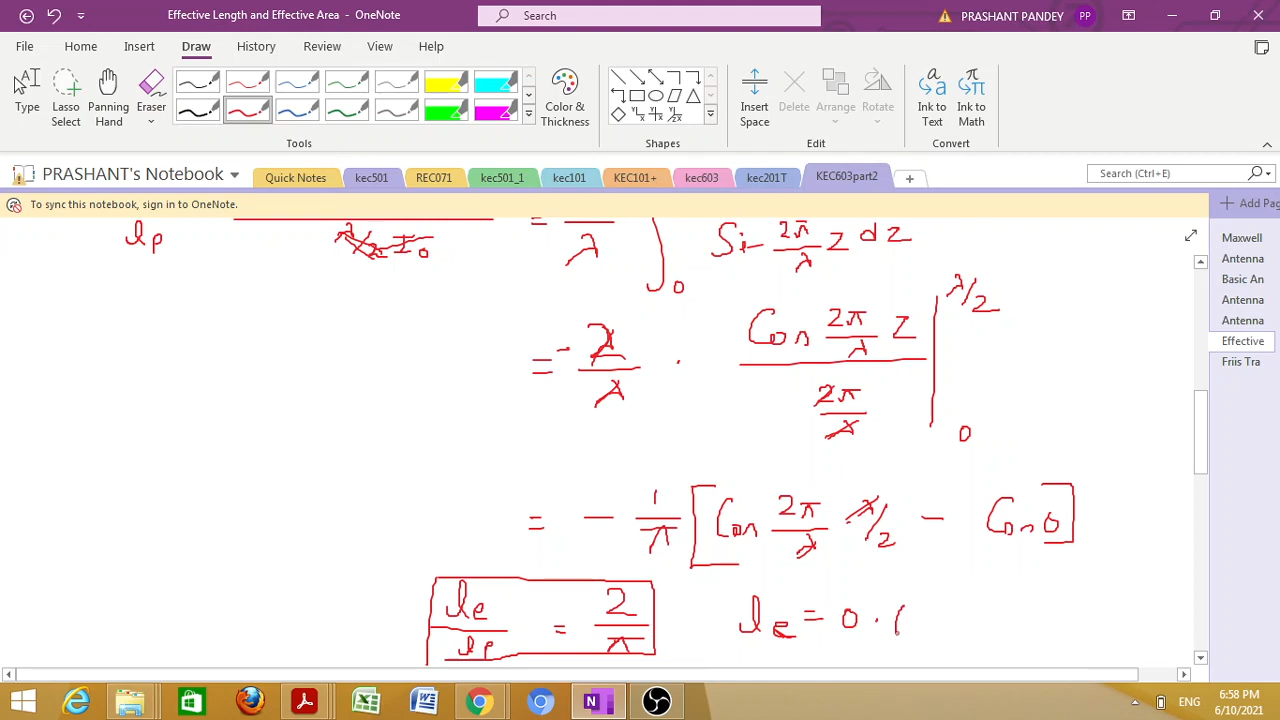 Effective Length and Effective Area - OneNote
Search
PRASHANT PANDEY PP
File Home Insert Draw History Review View Help
Type Lasso Select Panning Hand Eraser Color & Thickness Insert Space Delete Arrange Rotate Ink to Text Ink to Math
Tools Shapes Edit Convert
PRASHANT's Notebook Quick Notes kec501 REC071 kec501_1 kec101 KEC101+ kec603 kec201T KEC603part2 Search (Ctrl+E)
To sync this notebook, sign in to OneNote.
Add Pag
Maxwell
Antenna
Basic An
Antenna
Antenna
Effective
Friis Tra
lp λ/2 I0 = λ ∫0 Sin 2π/λ z dz
= - 2/λ · Cos 2π/λ z / 2π/λ | λ/2 0
= - 1/π [Cos 2π/λ · λ/2 - Cos 0]
le/lp = 2/π le = 0.6
ENG
6:58 PM
6/10/2021